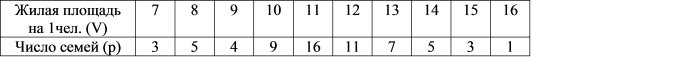 Жилая площадь на 1чел. (V) 7 8 9 10 11 12 13 14 15 16
Число семей (p) 3 5 4 9 16 11 7 5 3 1